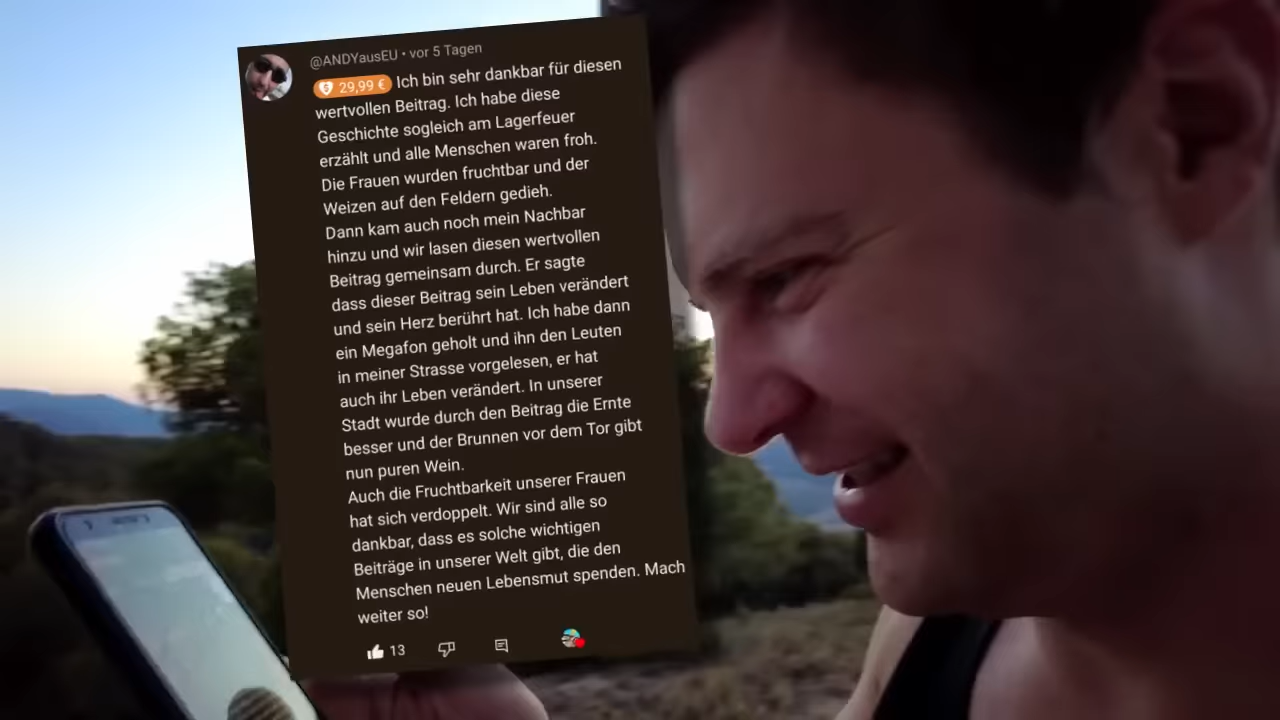 @ANDYausEU • vor 5 Tagen
29,99 € Ich bin sehr dankbar für diesen
wertvollen Beitrag. Ich habe diese
Geschichte sogleich am Lagerfeuer
erzählt und alle Menschen waren froh.
Die Frauen wurden fruchtbar und der
Weizen auf den Feldern gedieh.
Dann kam auch noch mein Nachbar
hinzu und wir lasen diesen wertvollen
Beitrag gemeinsam durch. Er sagte
dass dieser Beitrag sein Leben verändert
und sein Herz berührt hat. Ich habe dann
ein Megafon geholt und ihn den Leuten
in meiner Strasse vorgelesen, er hat
auch ihr Leben verändert. In unserer
Stadt wurde durch den Beitrag die Ernte
besser und der Brunnen vor dem Tor gibt
nun puren Wein.
Auch die Fruchtbarkeit unserer Frauen
hat sich verdoppelt. Wir sind alle so
dankbar, dass es solche wichtigen
Beiträge in unserer Welt gibt, die den
Menschen neuen Lebensmut spenden. Mach
weiter so!
13